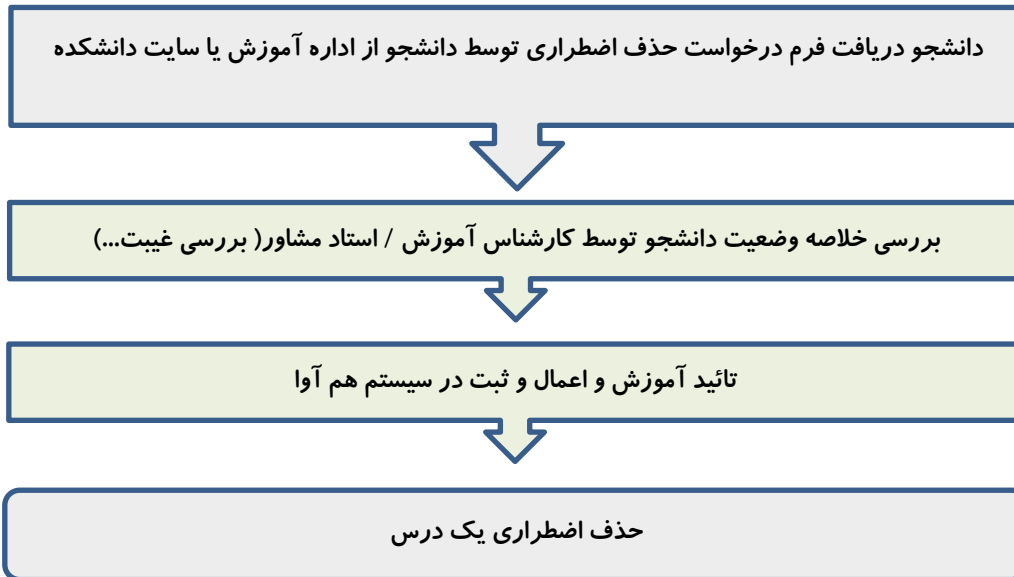 دانشجو دریافت فرم درخواست حذف اضطراری توسط دانشجو از اداره آموزش یا سایت دانشکده
بررسی خلاصه وضعیت دانشجو توسط کارشناس آموزش / استاد مشاور( بررسی غیبت...)
تائید آموزش و اعمال و ثبت در سیستم هم آوا
حذف اضطراری یک درس